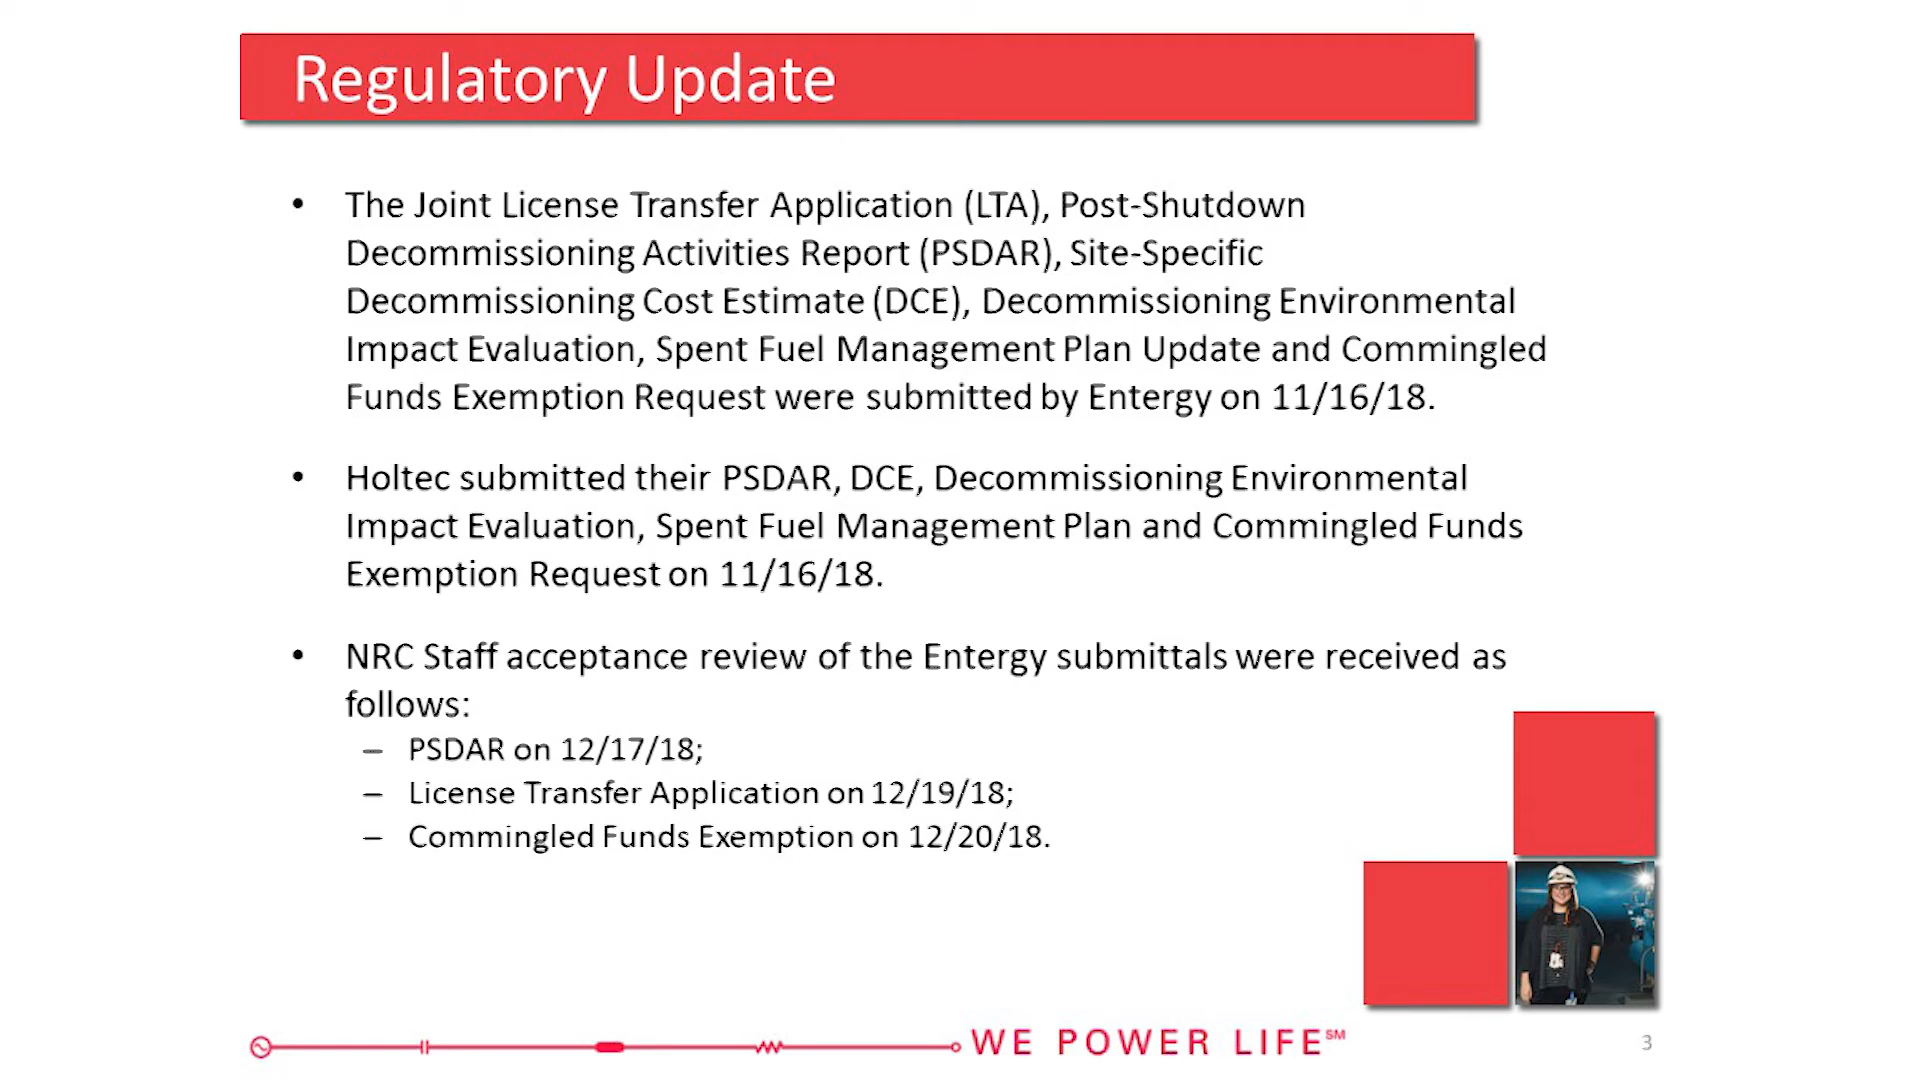 Regulatory Update
• The Joint License Transfer Application (LTA), Post-Shutdown
Decommissioning Activities Report (PSDAR), Site-Specific
Decommissioning Cost Estimate (DCE), Decommissioning Environmental
Impact Evaluation, Spent Fuel Management Plan Update and Commingled
Funds Exemption Request were submitted by Entergy on 11/16/18.
• Holtec submitted their PSDAR, DCE, Decommissioning Environmental
Impact Evaluation, Spent Fuel Management Plan and Commingled Funds
Exemption Request on 11/16/18.
• NRC Staff acceptance review of the Entergy submittals were received as
follows:
– PSDAR on 12/17/18;
– License Transfer Application on 12/19/18;
– Commingled Funds Exemption on 12/20/18.
WE POWER LIFE℠
3